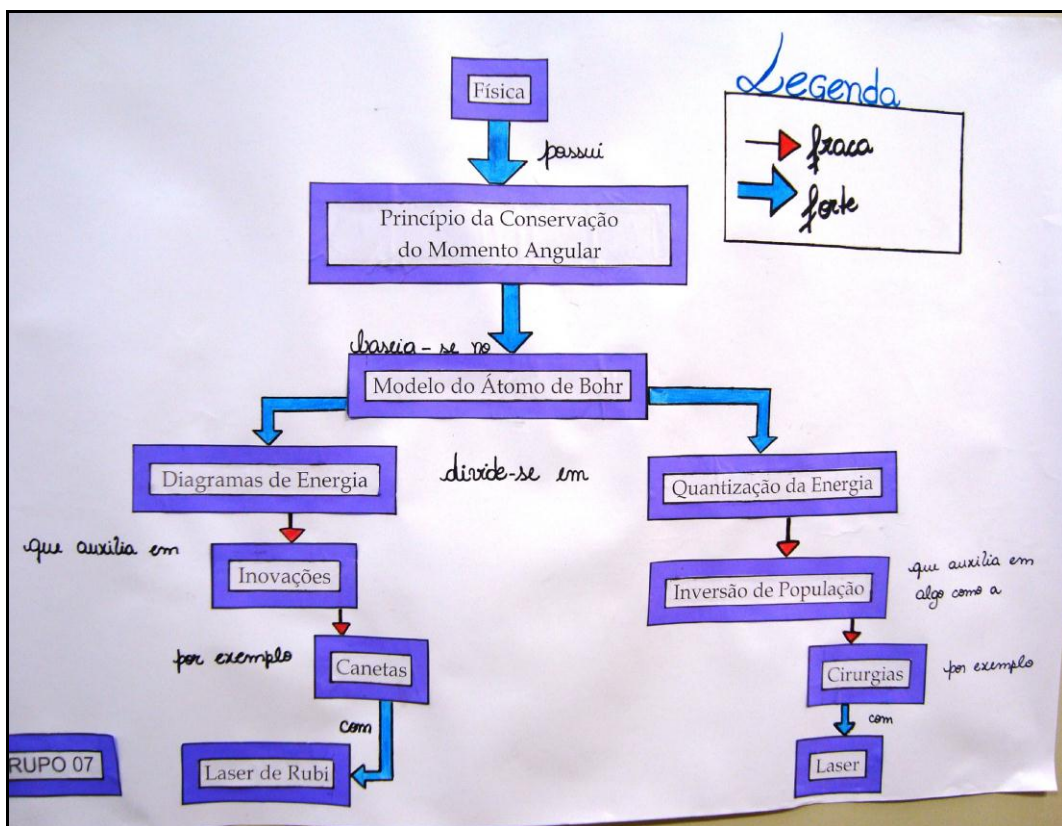 Física
Legenda
possui
fraca
forte
Princípio da Conservação
do Momento Angular
baseia-se no
Modelo do Átomo de Bohr
Diagramas de Energia
divide-se em
Quantização da Energia
que auxilia em
Inovações
Inversão de População
que auxilia em
algo como a
por exemplo
Canetas
Cirurgias
por exemplo
com
com
RUPO 07
Laser de Rubi
Laser